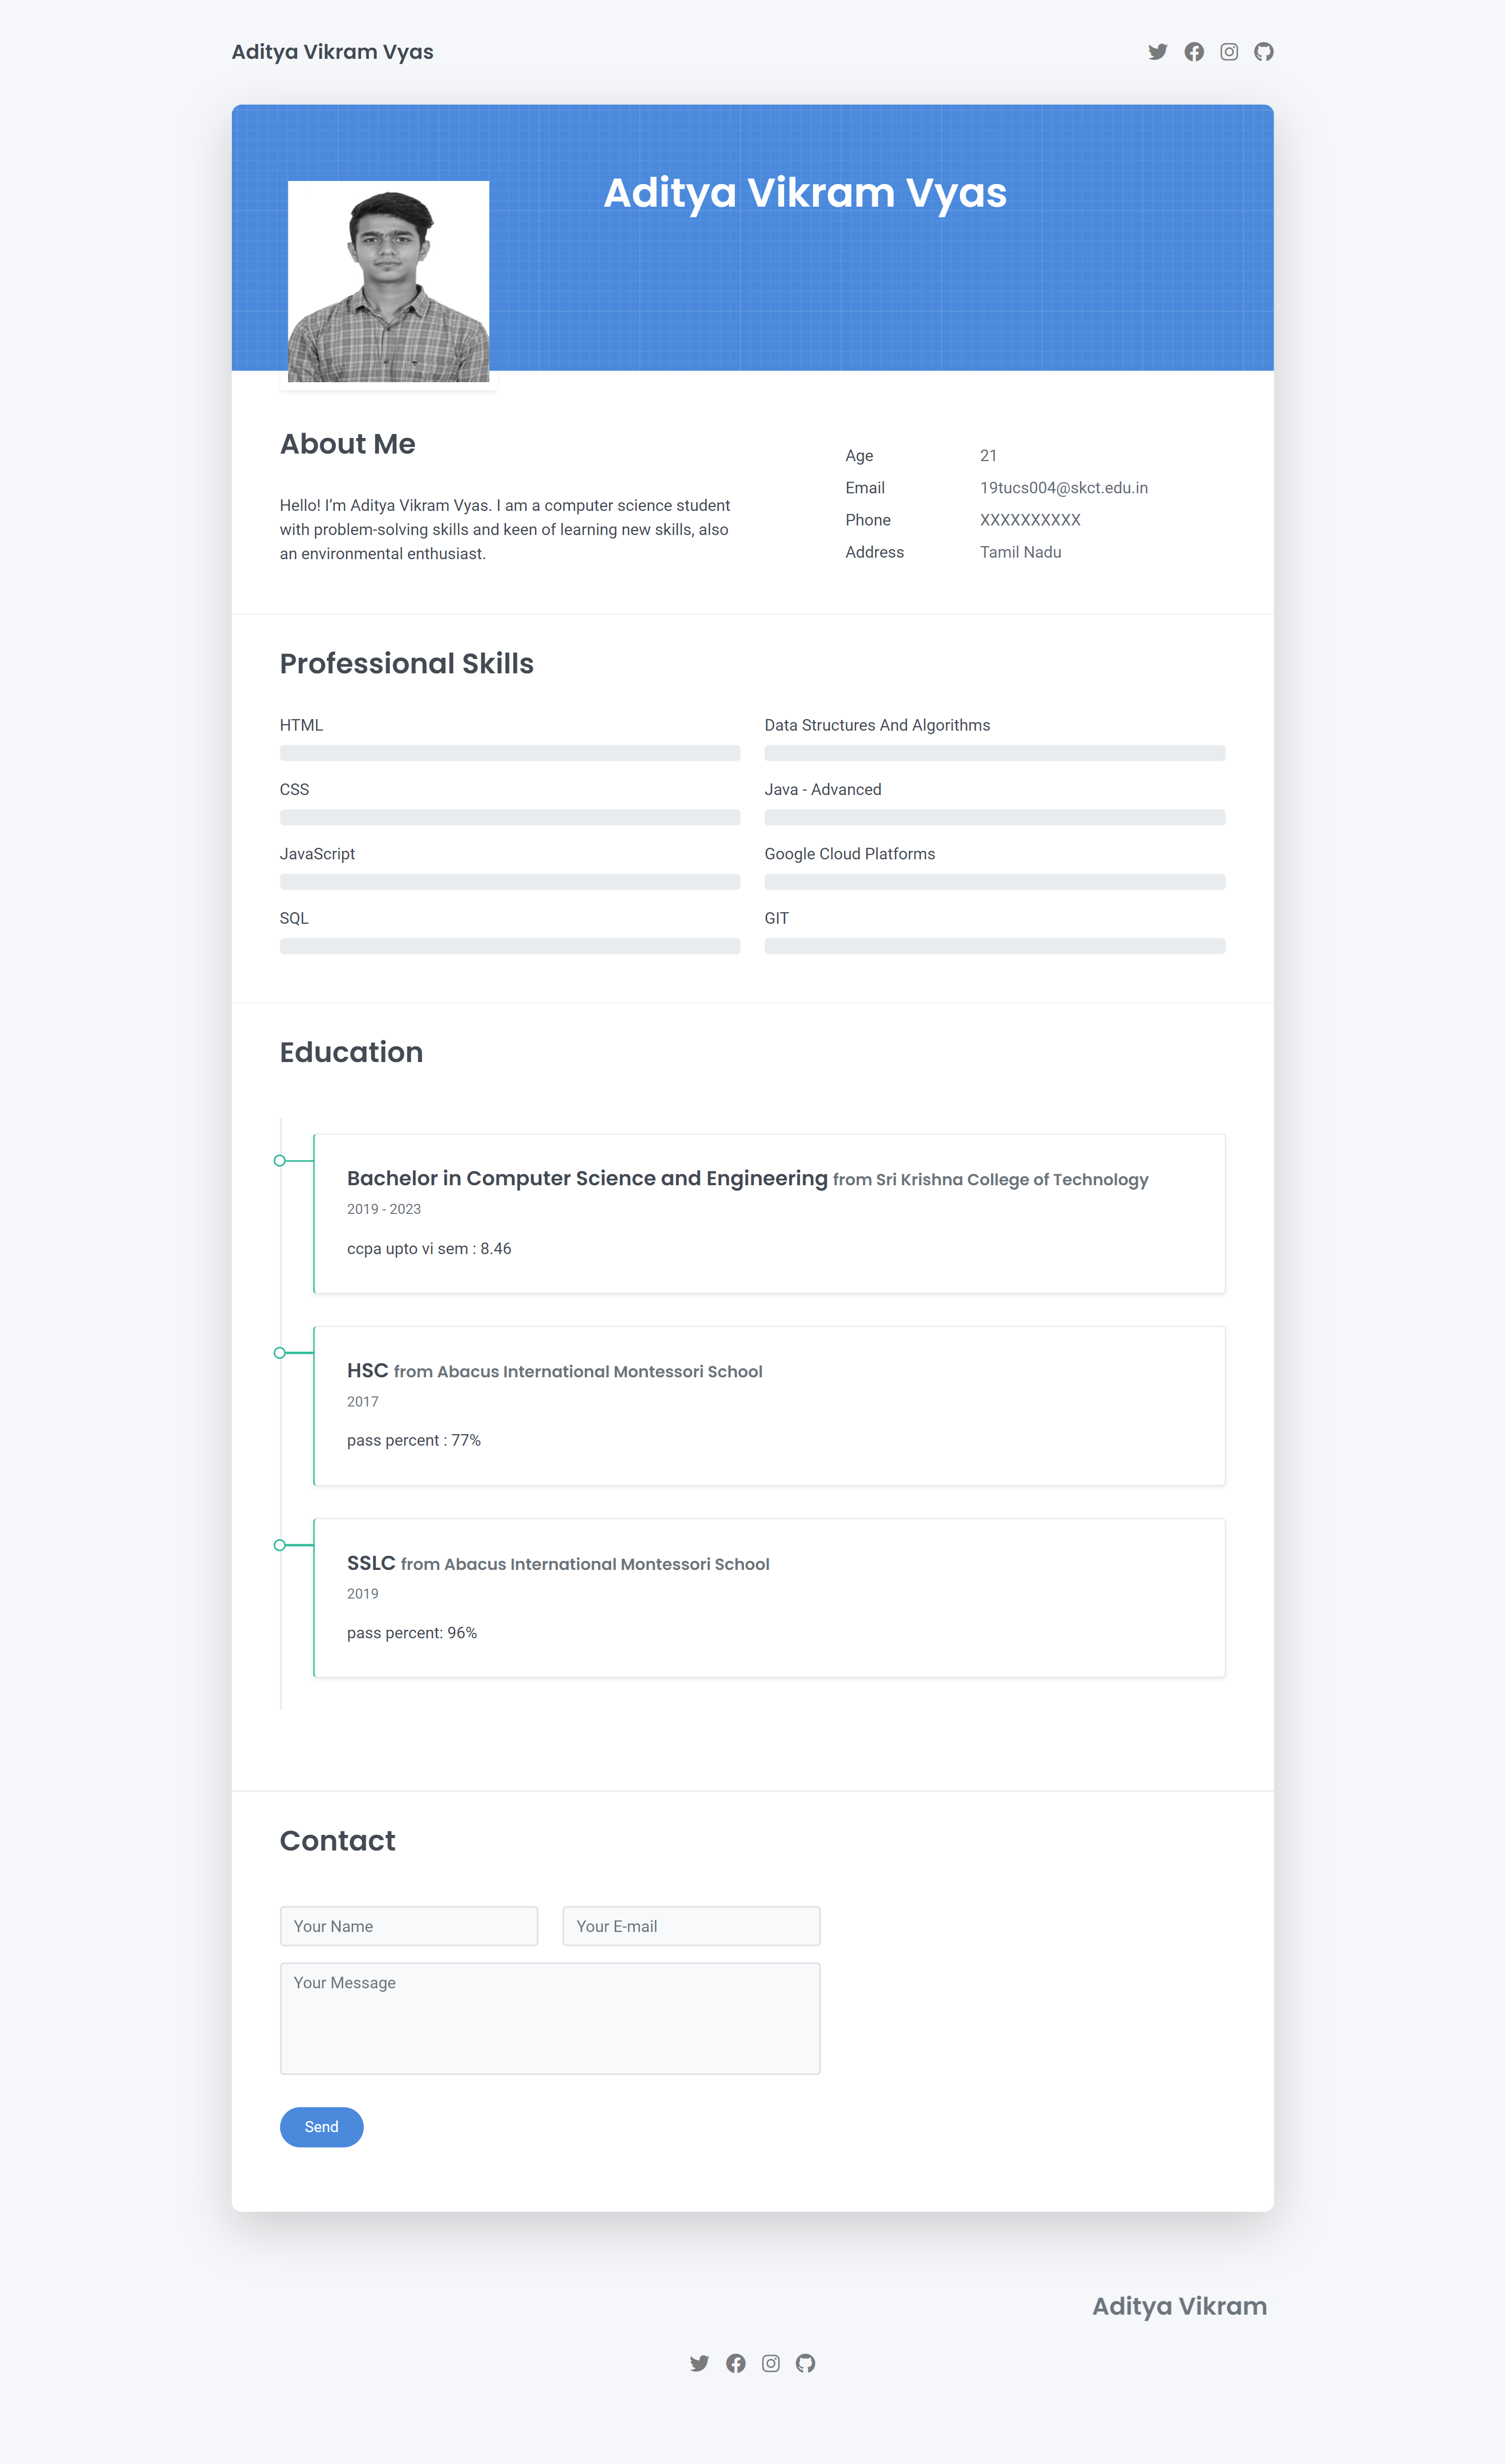 Aditya Vikram Vyas
Aditya Vikram Vyas
About Me
Hello! I’m Aditya Vikram Vyas. I am a computer science student
with problem-solving skills and keen of learning new skills, also
an environmental enthusiast.
Age 21
Email 19tucs004@skct.edu.in
Phone XXXXXXXXXX
Address Tamil Nadu
Professional Skills
HTML
Data Structures And Algorithms
CSS
Java - Advanced
JavaScript
Google Cloud Platforms
SQL
GIT
Education
Bachelor in Computer Science and Engineering from Sri Krishna College of Technology
2019 - 2023
ccpa upto vi sem : 8.46
HSC from Abacus International Montessori School
2017
pass percent : 77%
SSLC from Abacus International Montessori School
2019
pass percent: 96%
Contact
Your Name
Your E-mail
Your Message
Send
Aditya Vikram